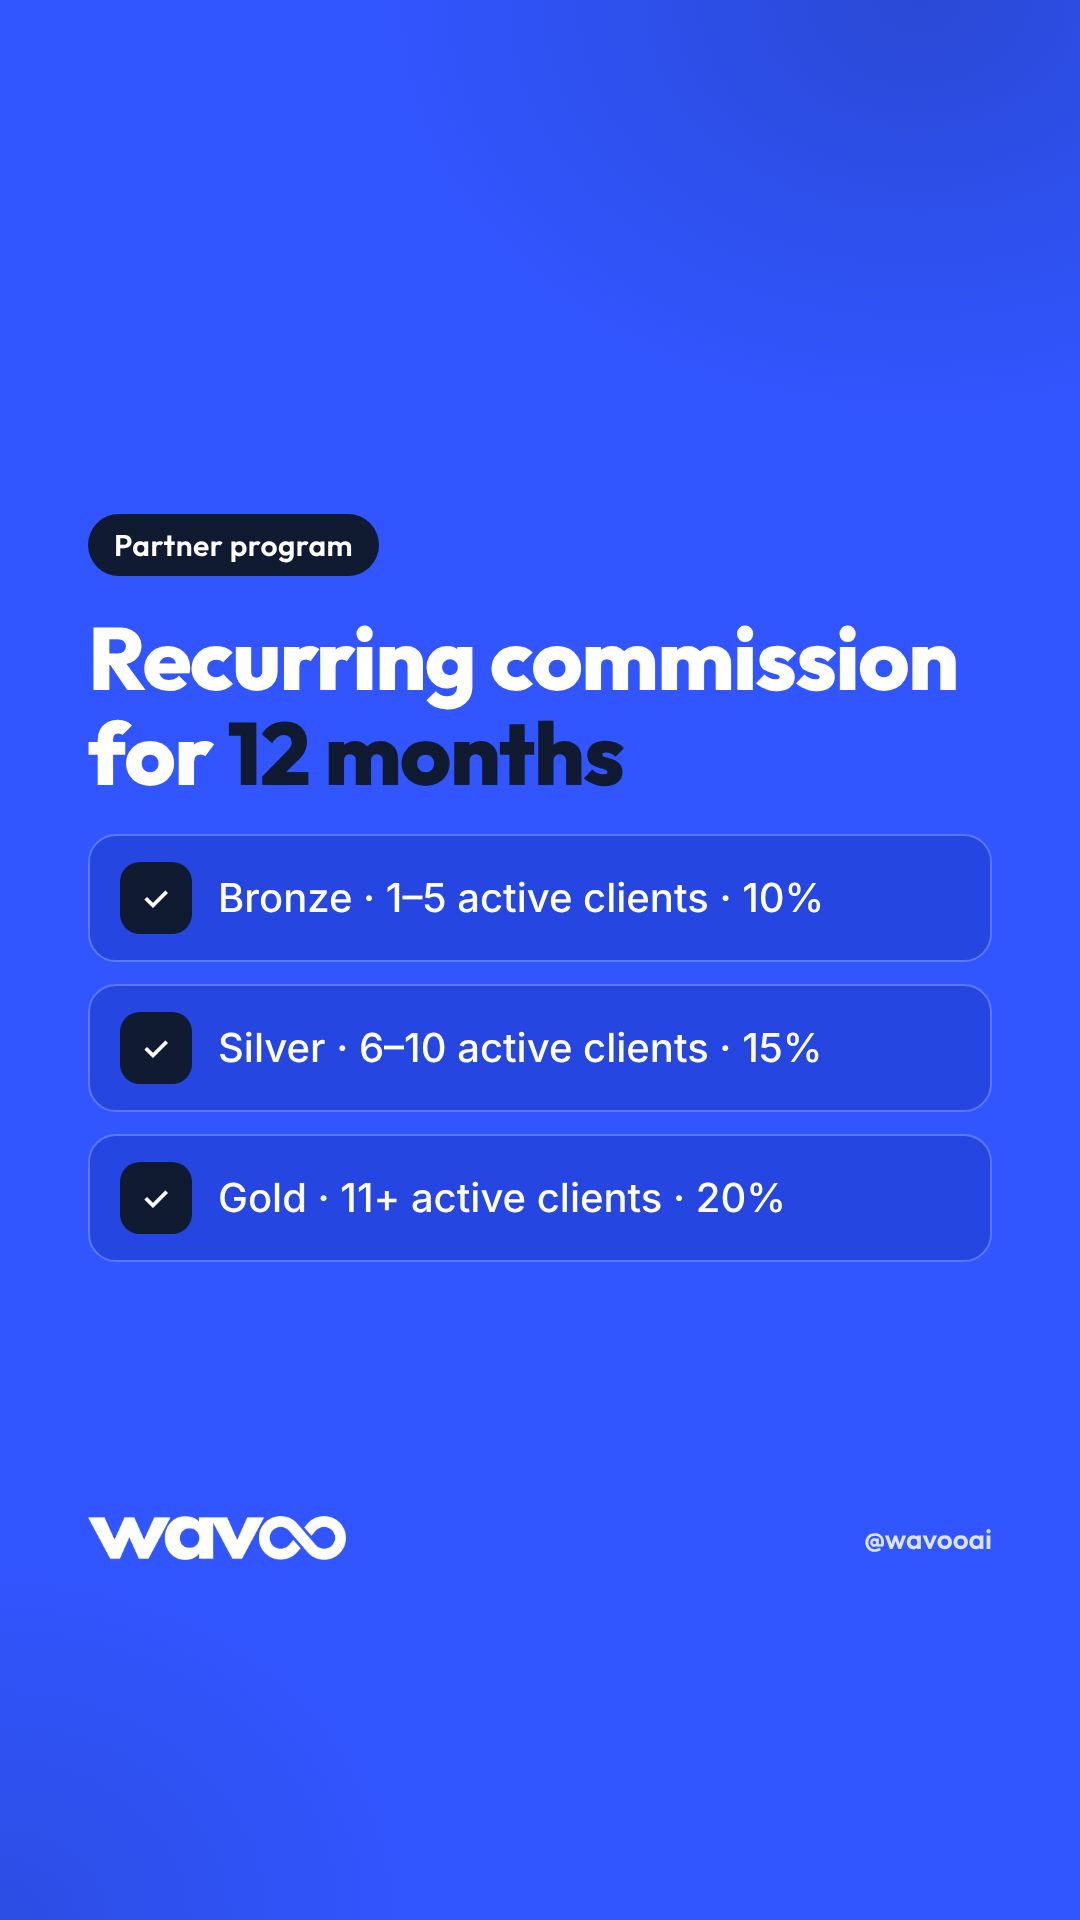 Partner program
Recurring commission
for 12 months
Bronze · 1–5 active clients · 10%
Silver · 6–10 active clients · 15%
Gold · 11+ active clients · 20%
wavoo
@wavooai